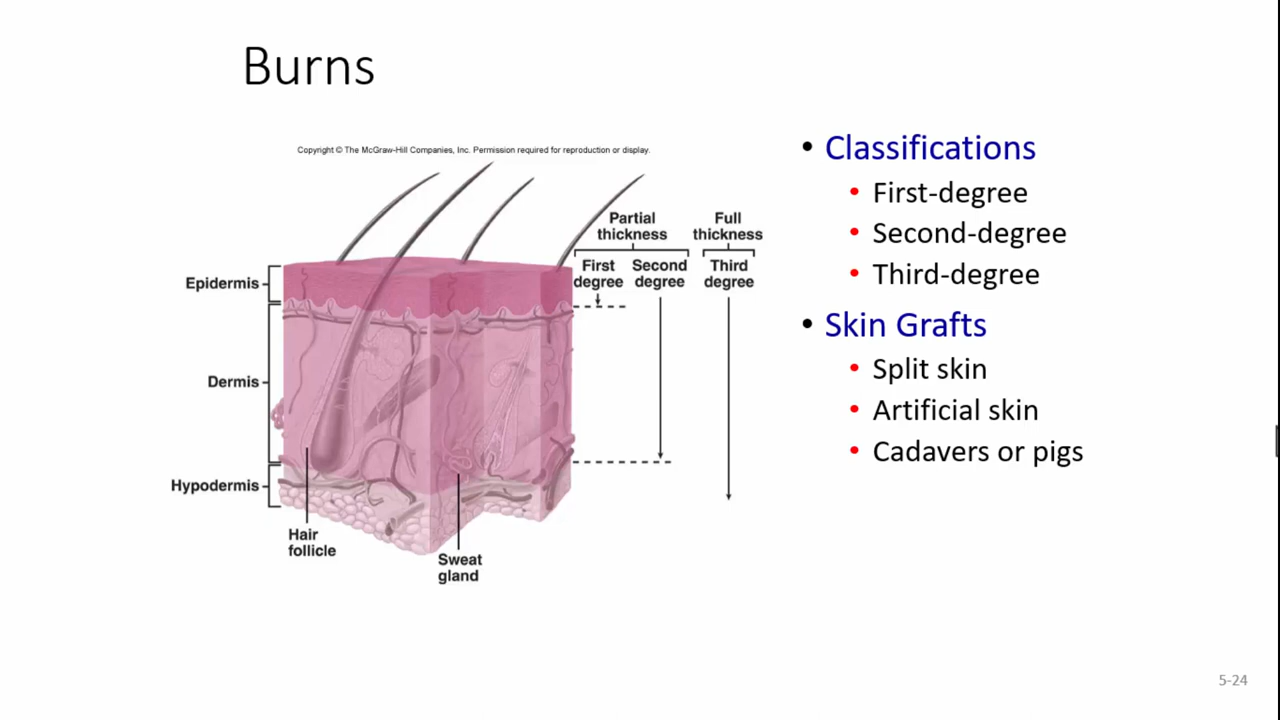 Burns
Copyright © The McGraw-Hill Companies, Inc. Permission required for reproduction or display.
Partial
thickness
Full
thickness
First
degree
Second
degree
Third
degree
Epidermis
Dermis
Hypodermis
Hair
follicle
Sweat
gland
• Classifications
• First-degree
• Second-degree
• Third-degree
• Skin Grafts
• Split skin
• Artificial skin
• Cadavers or pigs
5-24